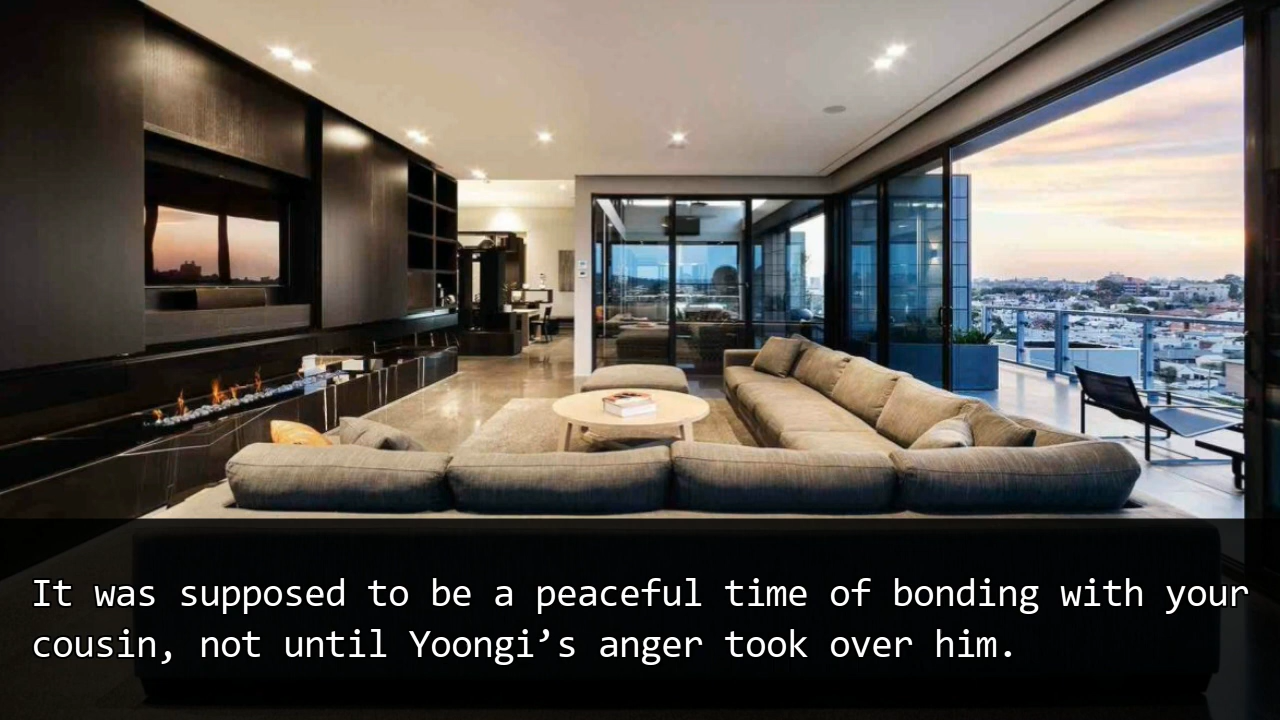 It was supposed to be a peaceful time of bonding with your
cousin, not until Yoongi’s anger took over him.